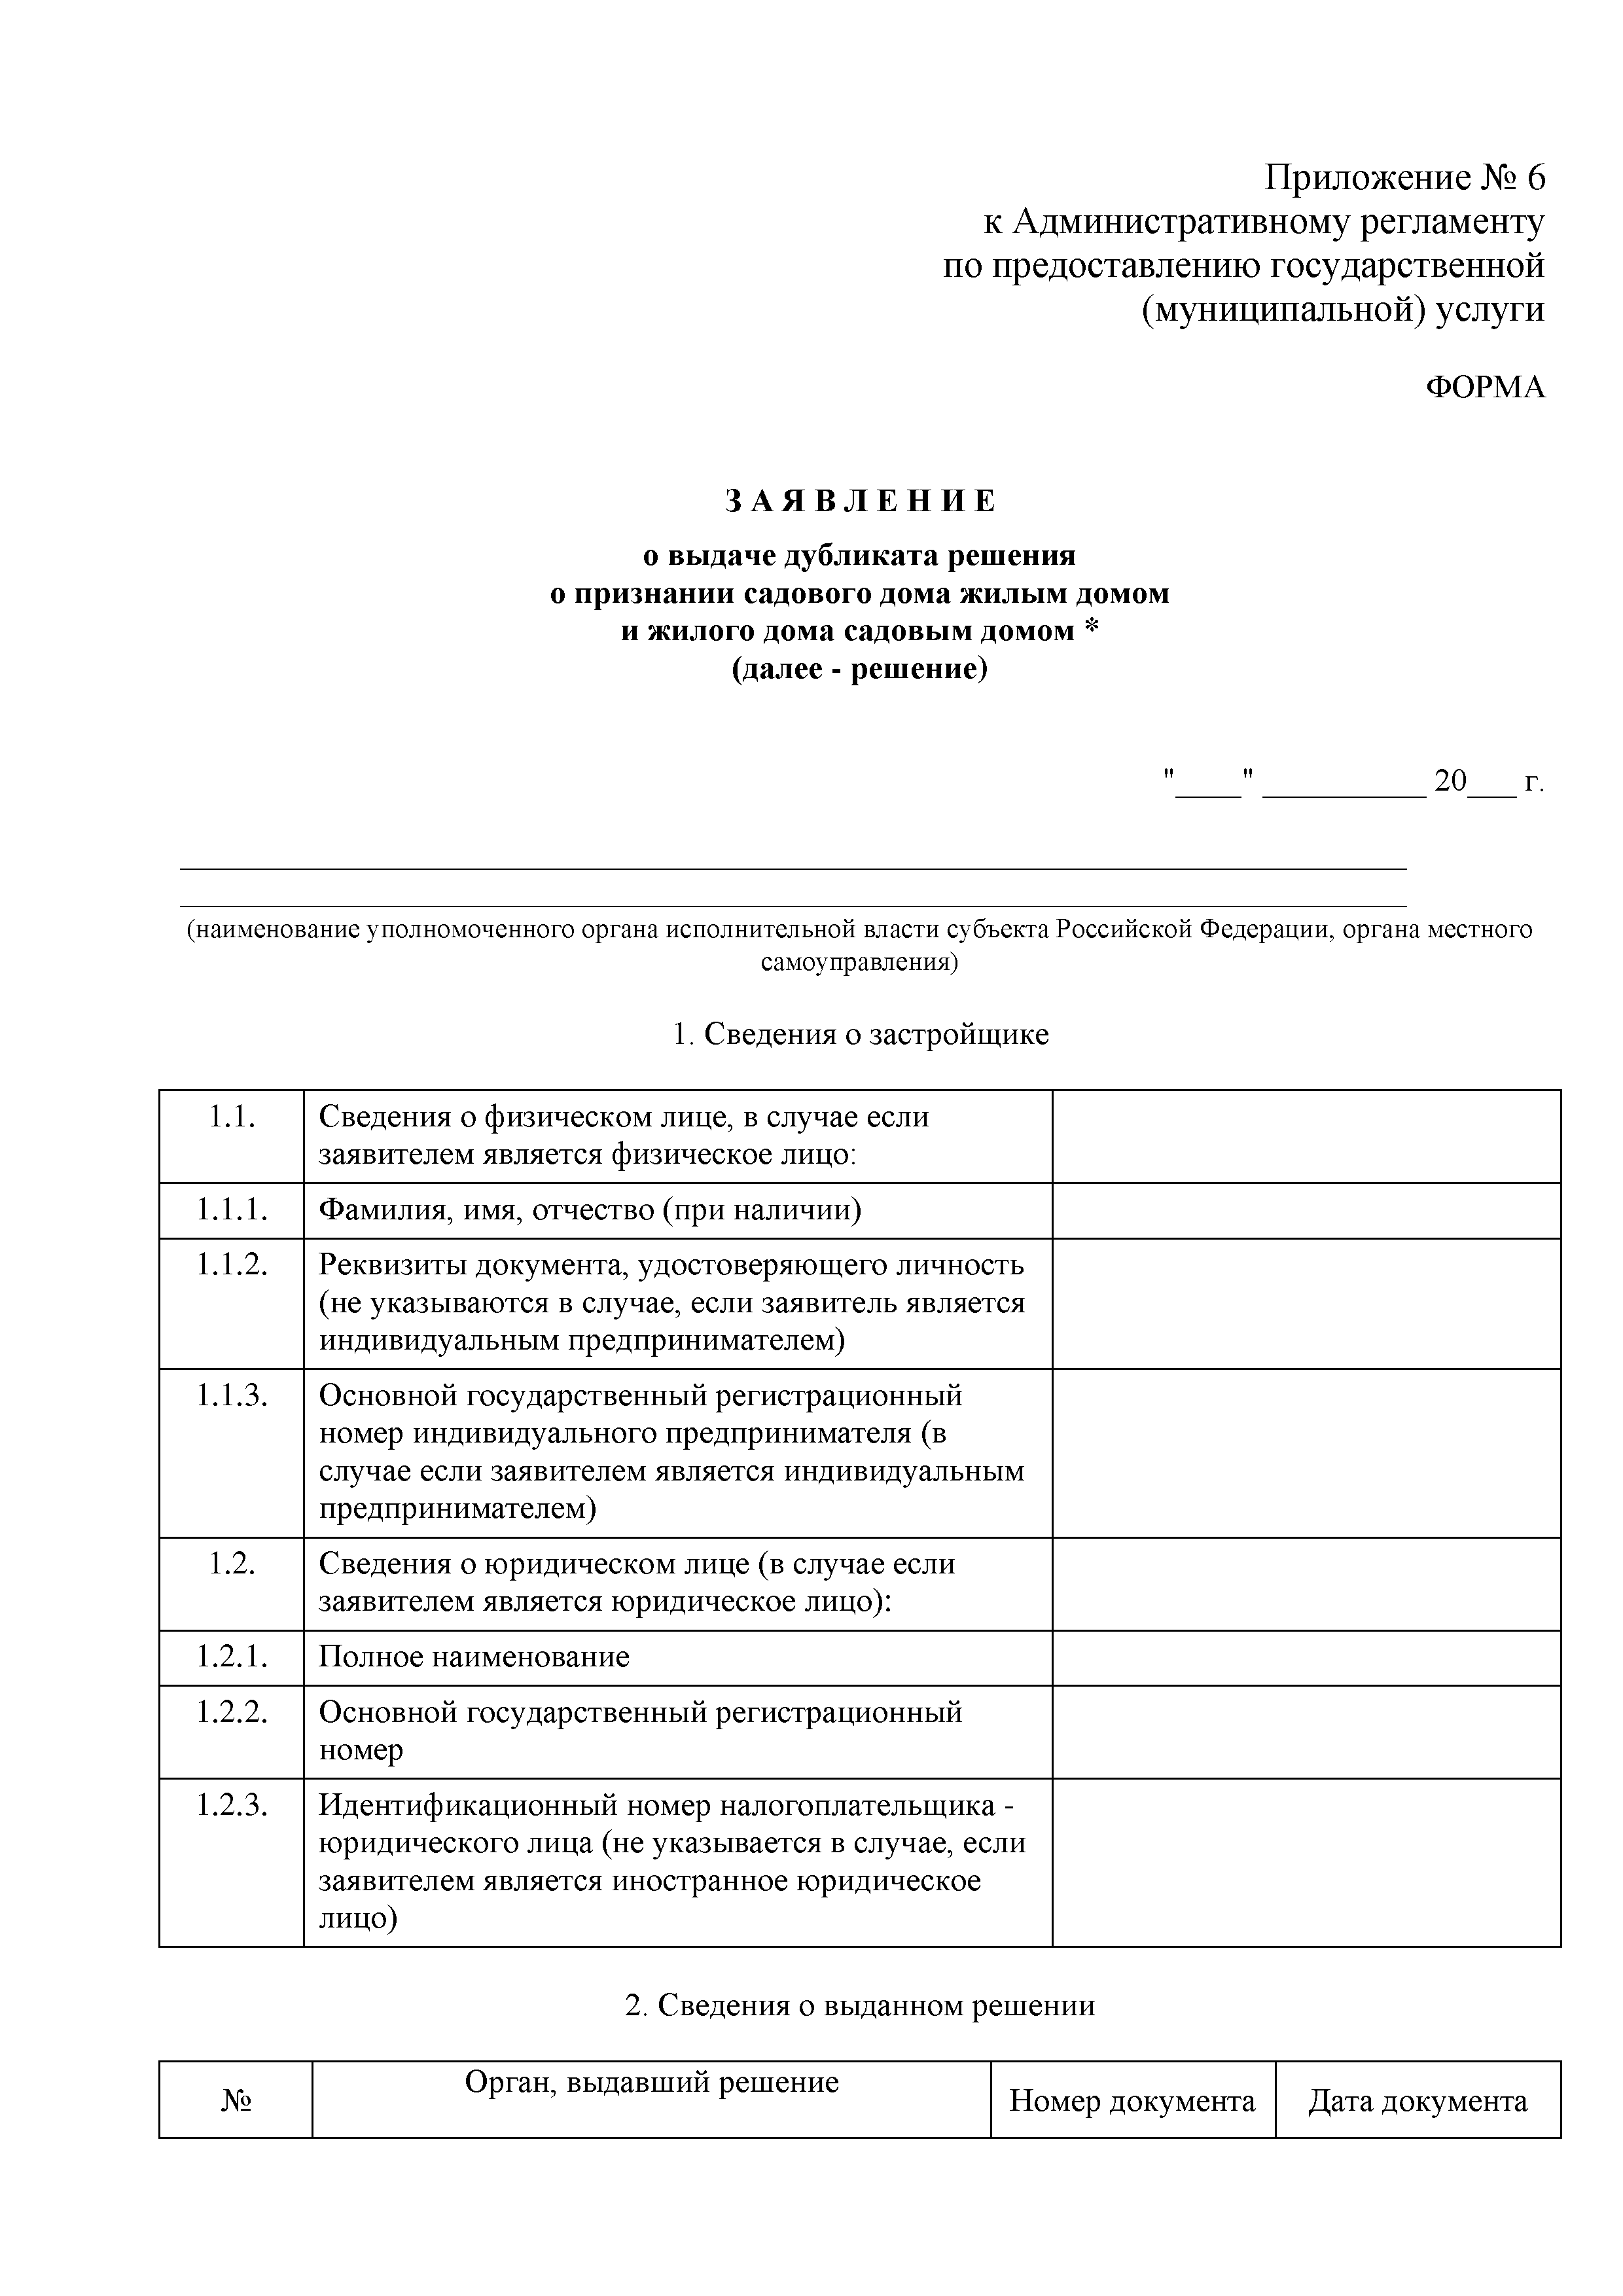 Приложение № 6
к Административному регламенту
по предоставлению государственной
(муниципальной) услуги
ФОРМА
З А Я В Л Е Н И Е
о выдаче дубликата решения
о признании садового дома жилым домом
и жилого дома садовым домом *
(далее - решение)
"____" __________ 20___ г.
(наименование уполномоченного органа исполнительной власти субъекта Российской Федерации, органа местного
самоуправления)
1. Сведения о застройщике
1.1. Сведения о физическом лице, в случае если
заявителем является физическое лицо:
1.1.1. Фамилия, имя, отчество (при наличии)
1.1.2. Реквизиты документа, удостоверяющего личность
(не указываются в случае, если заявитель является
индивидуальным предпринимателем)
1.1.3. Основной государственный регистрационный
номер индивидуального предпринимателя (в
случае если заявителем является индивидуальным
предпринимателем)
1.2. Сведения о юридическом лице (в случае если
заявителем является юридическое лицо):
1.2.1. Полное наименование
1.2.2. Основной государственный регистрационный
номер
1.2.3. Идентификационный номер налогоплательщика -
юридического лица (не указывается в случае, если
заявителем является иностранное юридическое
лицо)
2. Сведения о выданном решении
№ Орган, выдавший решение Номер документа Дата документа